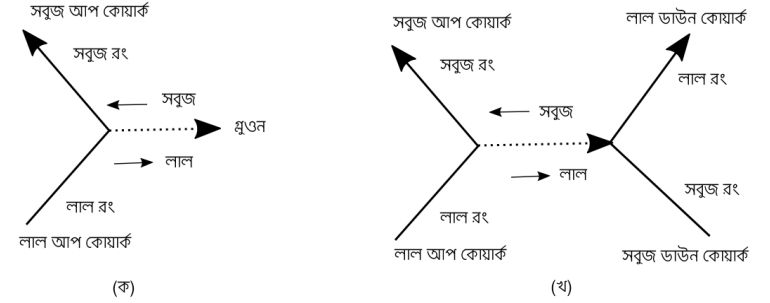 সবুজ আপ কোয়ার্ক
সবুজ রং
সবুজ
গ্লুওন
লাল
লাল রং
লাল আপ কোয়ার্ক
(ক)
সবুজ আপ কোয়ার্ক
লাল ডাউন কোয়ার্ক
সবুজ রং
লাল রং
সবুজ
লাল
সবুজ রং
লাল রং
লাল আপ কোয়ার্ক
সবুজ ডাউন কোয়ার্ক
(খ)